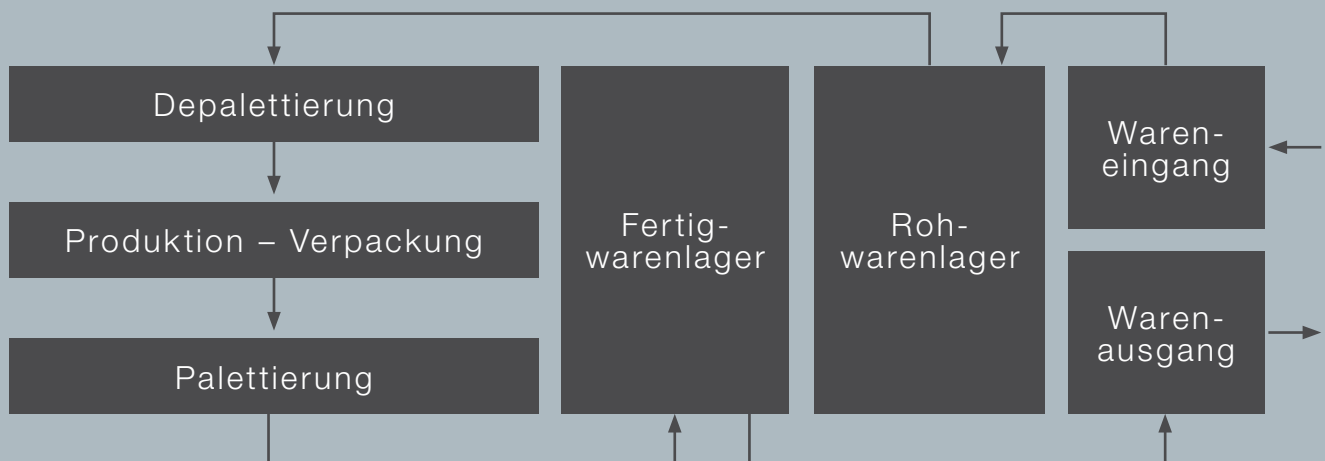 Depalettierung
Produktion – Verpackung
Palettierung
Fertig-
warenlager
Roh-
warenlager
Waren-
eingang
Waren-
ausgang